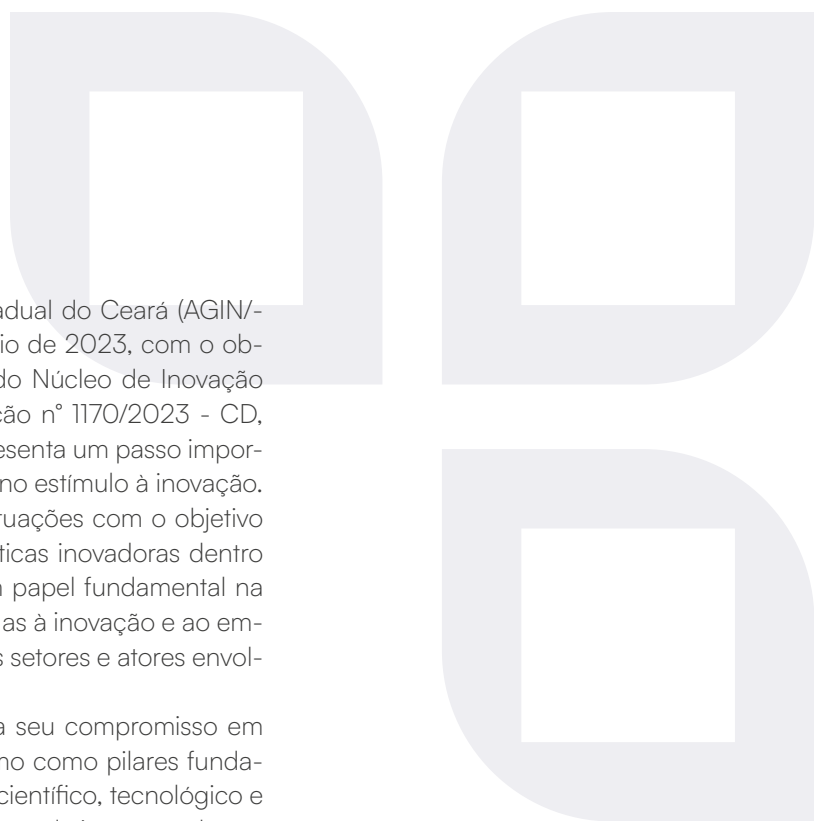 adual do Ceará (AGIN/-
io de 2023, com o ob-
do Núcleo de Inovação
ção n° 1170/2023 - CD,
esenta um passo impor-
no estímulo à inovação.
uações com o objetivo
ticas inovadoras dentro
papel fundamental na
as à inovação e ao em-
s setores e atores envol-
a seu compromisso em
no como pilares funda-
científico, tecnológico e